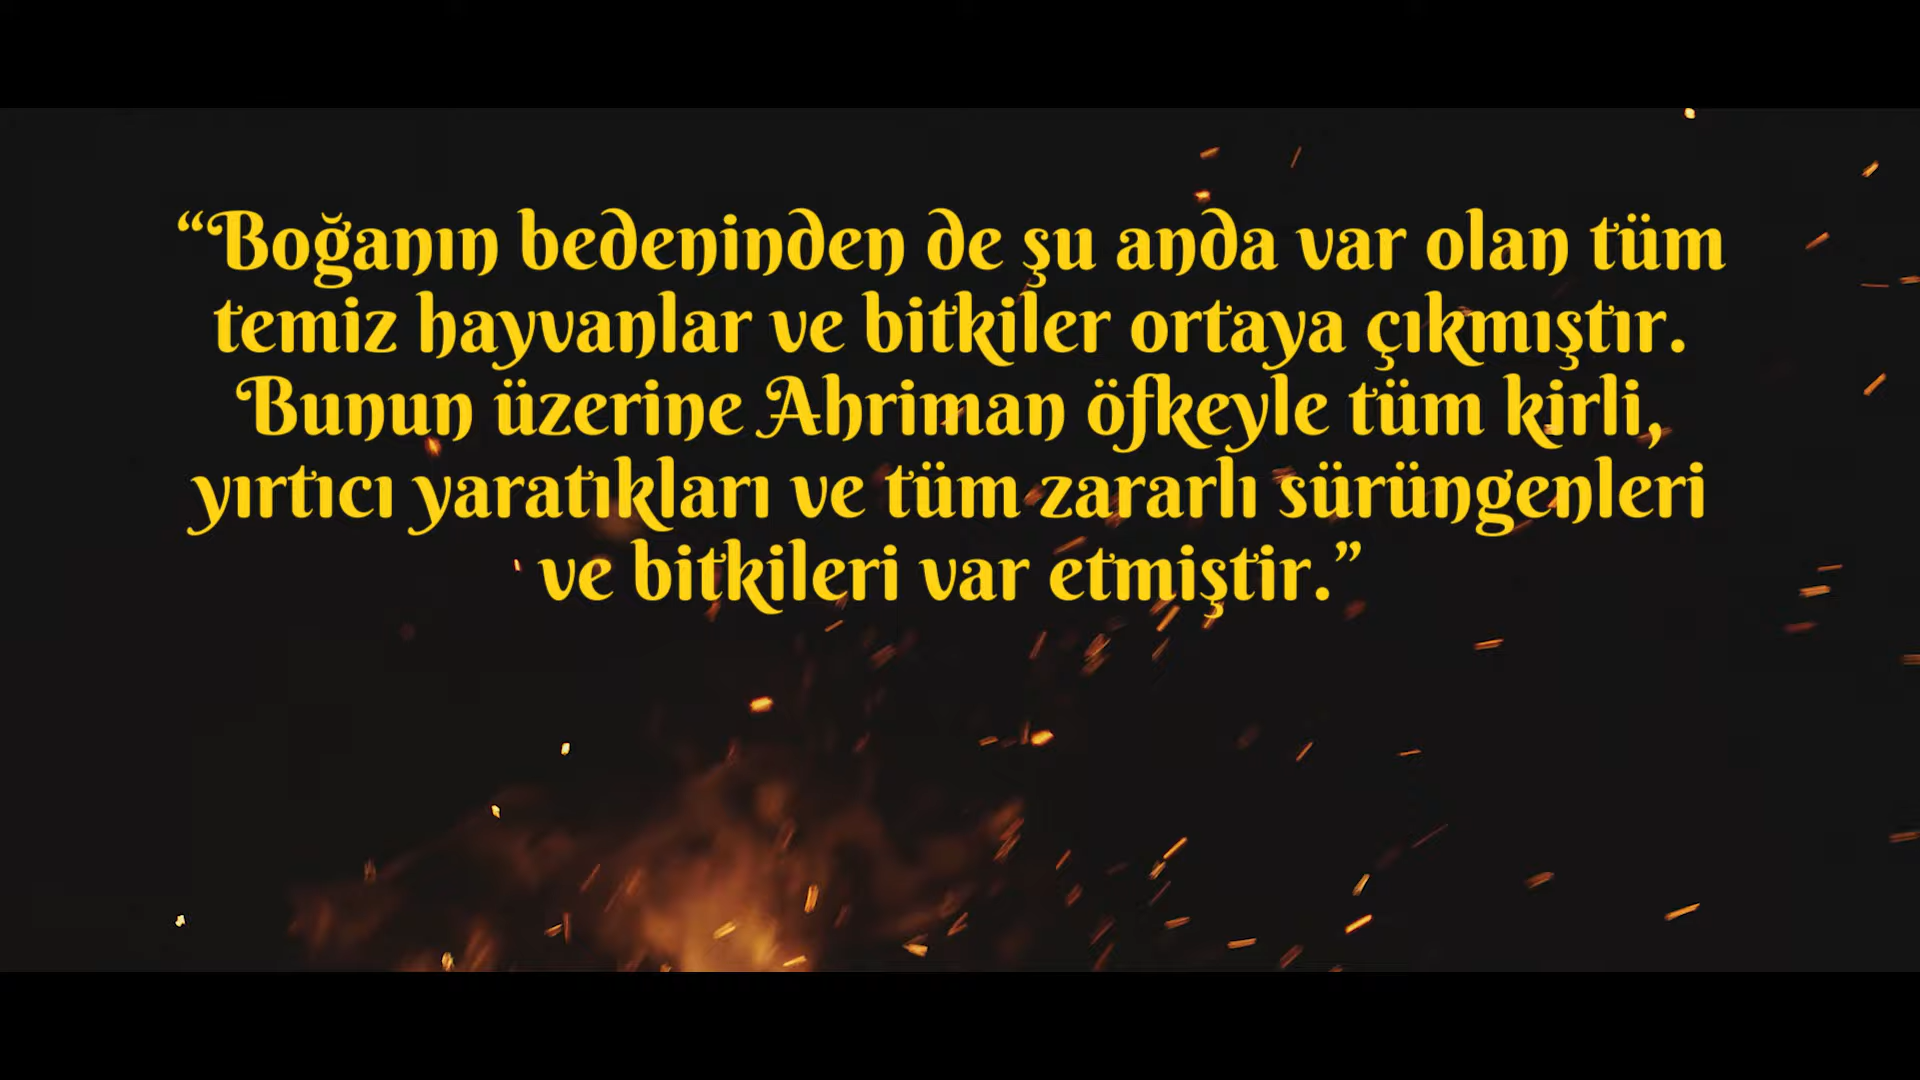 “Boğanın bedeninden de şu anda var olan tüm
temiz hayvanlar ve bitkiler ortaya çıkmıştır.
Bunun üzerine Ahriman öfkeyle tüm kirli,
yırtıcı yaratıkları ve tüm zararlı sürüngenleri
ve bitkileri var etmiştir.”